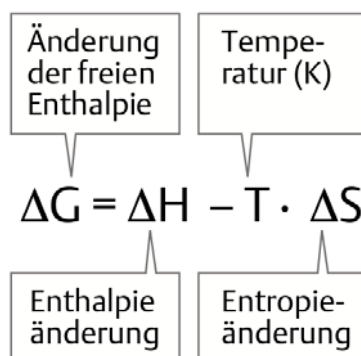 Änderung
der freien
Enthalpie
Tempe-
ratur (K)
ΔG = ΔH – T · ΔS
Enthalpie
änderung
Entropie-
änderung